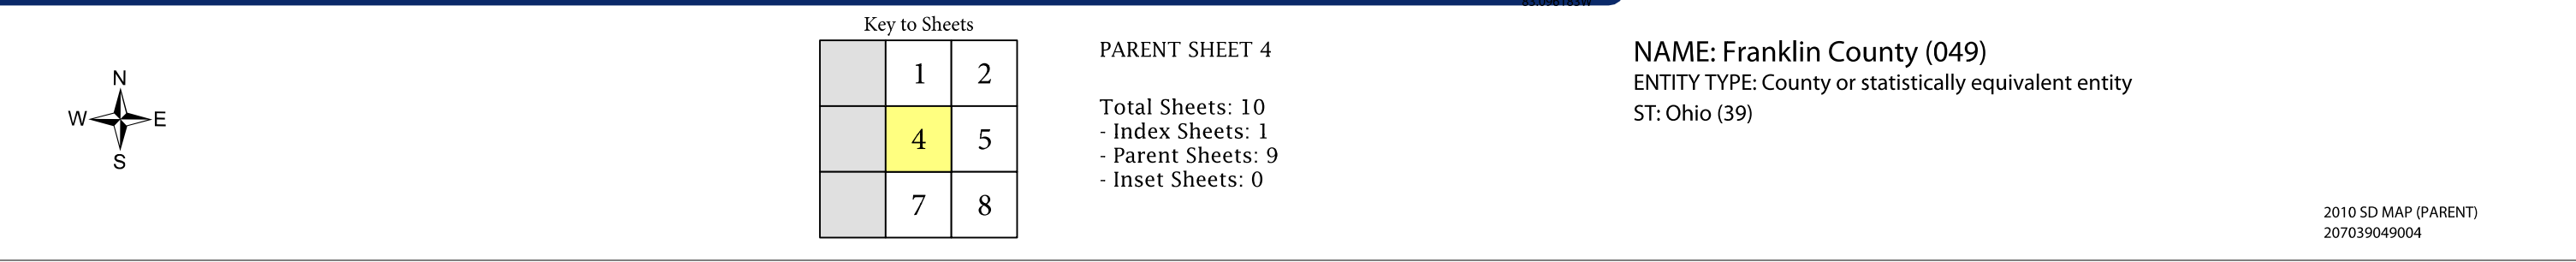 83.096183W
Key to Sheets
N
W E
S
1 2
4 5
7 8
PARENT SHEET 4
Total Sheets: 10
- Index Sheets: 1
- Parent Sheets: 9
- Inset Sheets: 0
NAME: Franklin County (049)
ENTITY TYPE: County or statistically equivalent entity
ST: Ohio (39)
2010 SD MAP (PARENT)
207039049004